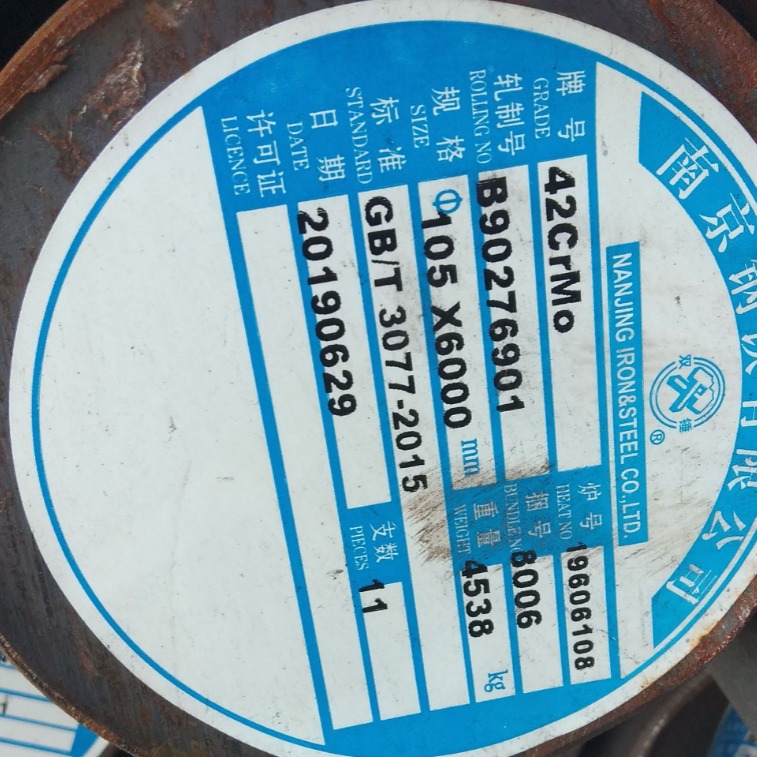 南京钢铁有限公司
双锤
®
NANJING IRON&STEEL CO.,LTD.
牌号 GRADE 42CrMo 炉号 HEAT NO 19606108
轧制号 ROLLING NO B90276901 捆号 BUNDLE N 8006
规格 SIZE Φ105 X6000 mm 重量 WEIGHT 4538 kg
标准 STANDARD GB/T 3077-2015
日期 DATE 20190629 支数 PIECES 11
许可证 LICENCE